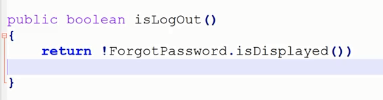 public boolean isLogOut()
{
return !ForgotPassword.isDisplayed())
}